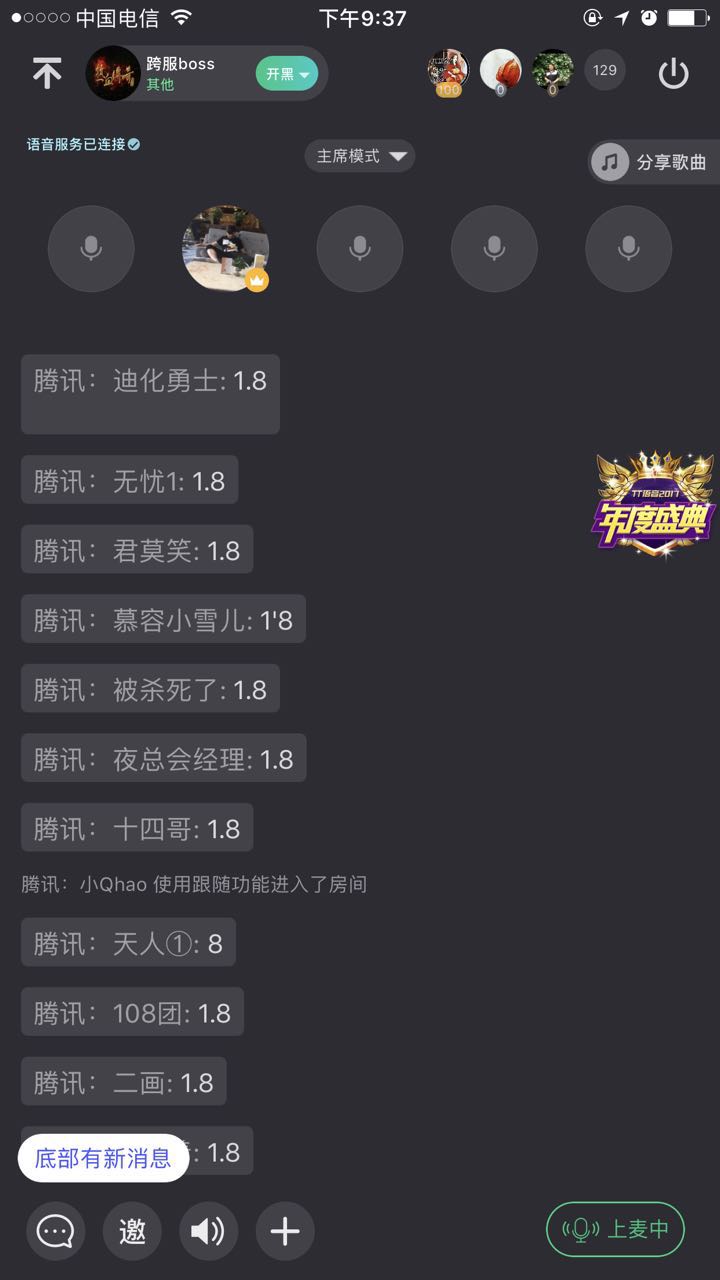 中国电信
下午9:37
跨服boss
其他
开黑
100
0
0
129
语音服务已连接
主席模式
分享歌曲
腾讯：迪化勇士: 1.8
腾讯：无忧1: 1.8
TT语音2017
年度盛典
腾讯：君莫笑: 1.8
腾讯：慕容小雪儿: 1'8
腾讯：被杀死了: 1.8
腾讯：夜总会经理: 1.8
腾讯：十四哥: 1.8
腾讯：小Qhao 使用跟随功能进入了房间
腾讯：天人①: 8
腾讯：108团: 1.8
腾讯：二画: 1.8
: 1.8
底部有新消息
邀
上麦中